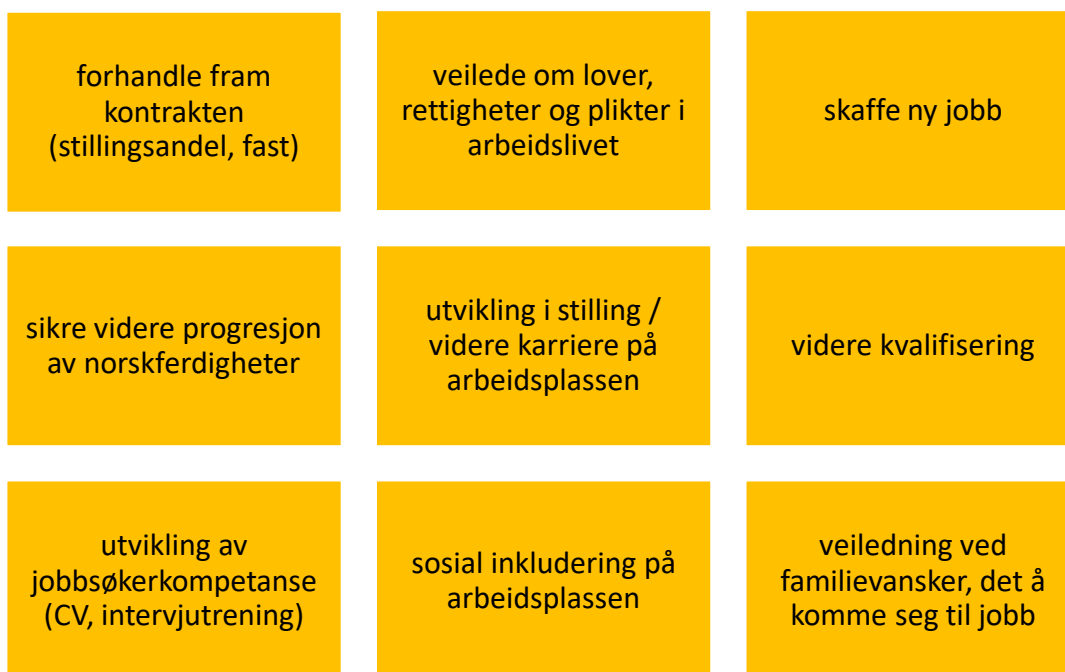 forhandle fram
kontrakten
(stillingsandel, fast)
veilede om lover,
rettigheter og plikter i
arbeidslivet
skaffe ny jobb
sikre videre progresjon
av norskferdigheter
utvikling i stilling /
videre karriere på
arbeidsplassen
videre kvalifisering
utvikling av
jobbsøkerkompetanse
(CV, intervjutrening)
sosial inkludering på
arbeidsplassen
veiledning ved
familievansker, det å
komme seg til jobb